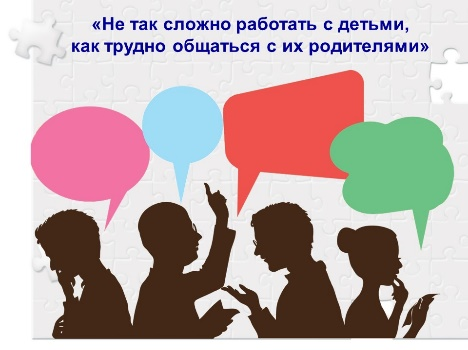 «Не так сложно работать с детьми,
как трудно общаться с их родителями»